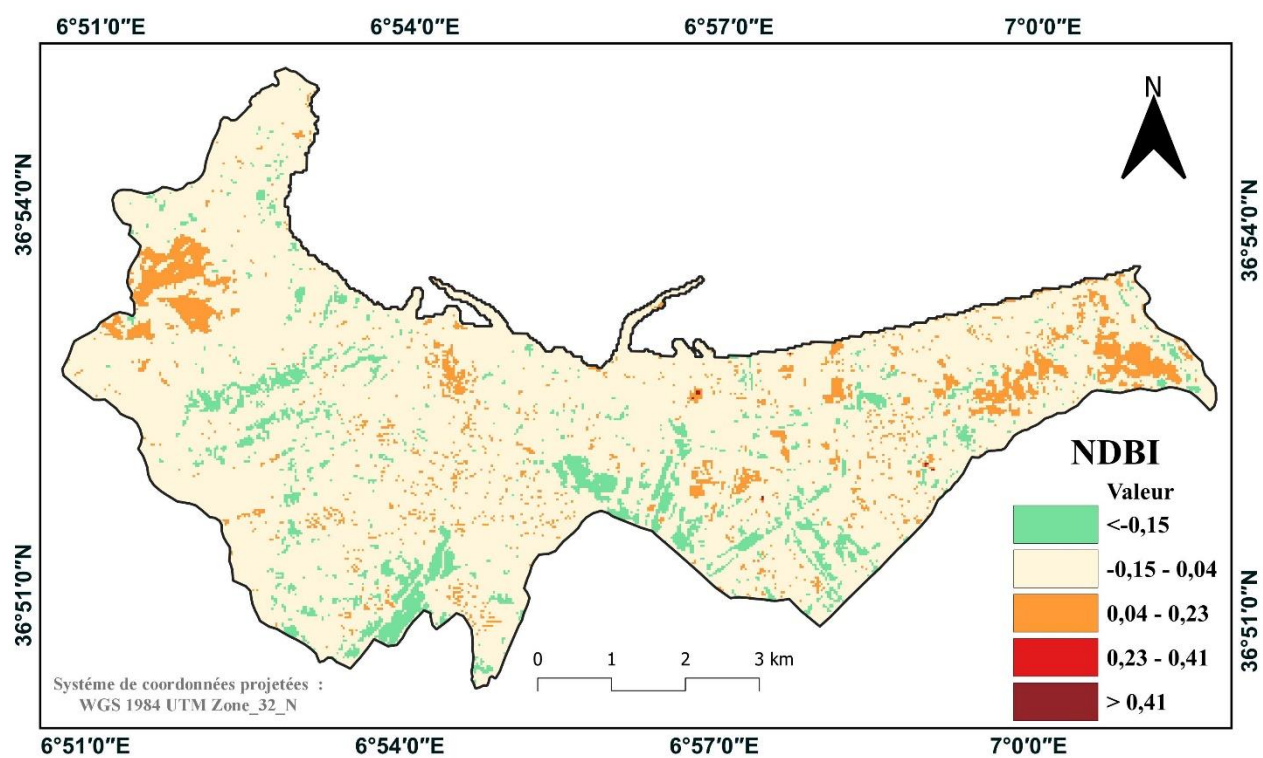 6°51'0"E 6°54'0"E 6°57'0"E 7°0'0"E
N
36°54'0"N
36°54'0"N
36°51'0"N
36°51'0"N
NDBI
Valeur
<-0,15
-0,15 - 0,04
0,04 - 0,23
0,23 - 0,41
> 0,41
0 1 2 3 km
Systéme de coordonnées projetées :
WGS 1984 UTM Zone_32_N
6°51'0"E 6°54'0"E 6°57'0"E 7°0'0"E